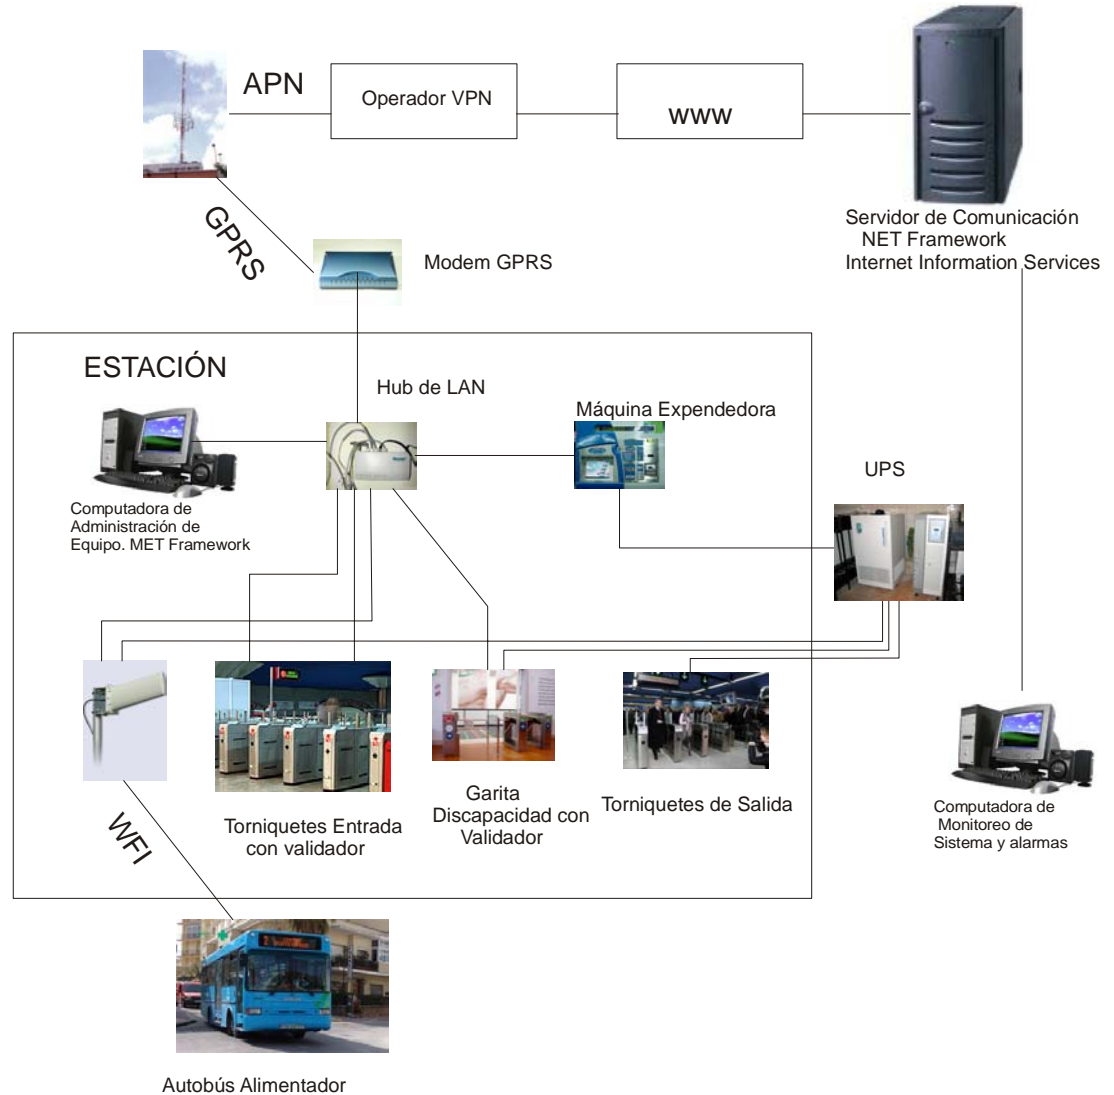 APN
Operador VPN
www
GPRS
Modem GPRS
Servidor de Comunicación
NET Framework
Internet Information Services
ESTACIÓN
Hub de LAN
Máquina Expendedora
UPS
Computadora de
Administración de
Equipo. MET Framework
WFI
Torniquetes Entrada
con validador
Garita
Discapacidad con
Validador
Torniquetes de Salida
Computadora de
Monitoreo de
Sistema y alarmas
Autobús Alimentador